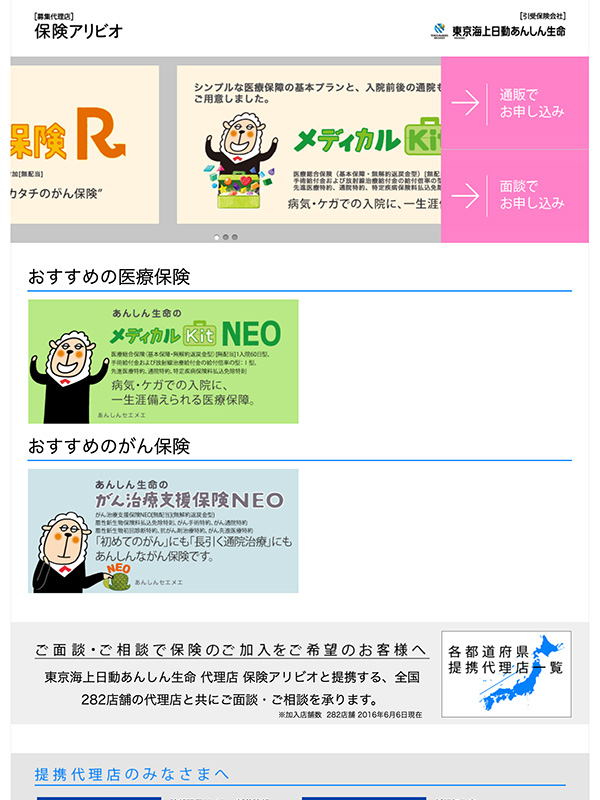 [募集代理店]
保険アリビオ
[引受保険会社]
東京海上日動あんしん生命
保険R
加[無配当]
カタチのがん保険”
シンプルな医療保障の基本プランと、入院前後の通院も
ご用意しました。
メディカルKit
医療総合保険(基本保障・無解約返戻金型)[無配
手術給付金および放射線治療給付金の給付倍率の型
先進医療特約、通院特約、特定疾病保険料払込免
病気・ケガでの入院に、一生涯備
通販で
お申し込み
面談で
お申し込み
おすすめの医療保険
あんしん生命の
メディカルKit NEO
医療総合保険(基本保障・無解約返戻金型)[無配当]1入院60日型、
手術給付金および放射線治療給付金の給付倍率の型:Ⅰ型、
先進医療特約、通院特約、特定疾病保険料払込免除特則
病気・ケガでの入院に、
一生涯備えられる医療保障。
あんしんセエメエ
おすすめのがん保険
あんしん生命の
がん治療支援保険NEO
がん治療支援保険NEO[無配当](無解約返戻金型)
悪性新生物保険料払込免除特則、がん手術特約、がん通院特約
悪性新生物初回診断特約、抗がん剤治療特約、がん先進医療特約
「初めてのがん」にも「長引く通院治療」にも
あんしんながん保険です。
NEO
あんしんセエメエ
ご面談・ご相談で保険のご加入をご希望のお客様へ
東京海上日動あんしん生命 代理店 保険アリビオと提携する、全国
282店舗の代理店と共にご面談・ご相談を承ります。
※加入店舗数 282店舗 2016年6月6日現在
各都道府県
提携代理店一覧
提携代理店のみなさまへ